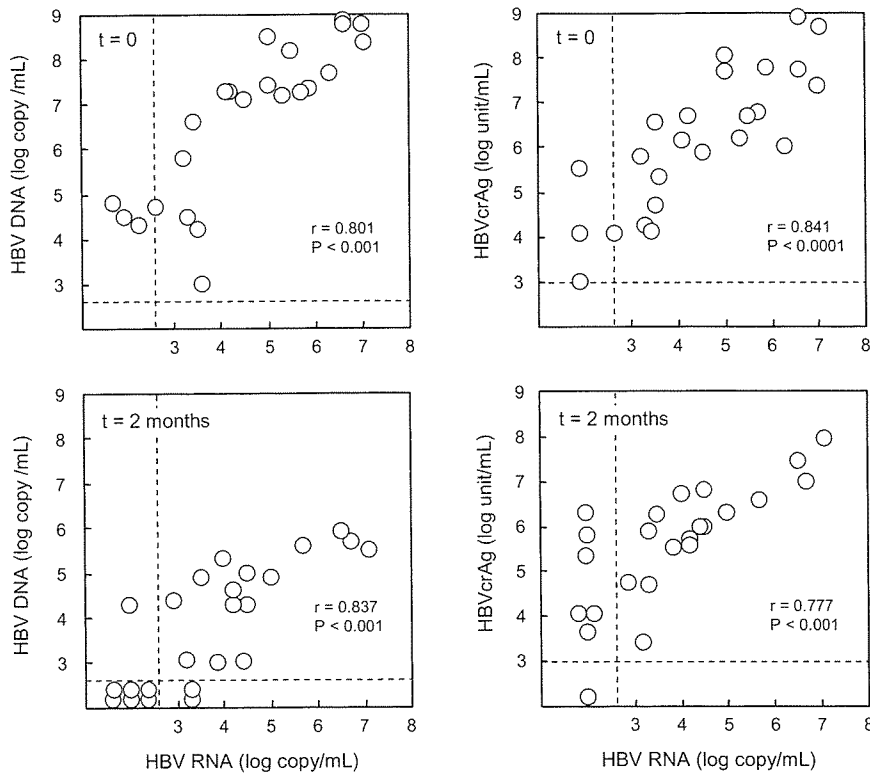 t = 0
HBV DNA (log copy /mL)
9
8
7
6
5
4
3
r = 0.801
P < 0.001
3 4 5 6 7 8
t = 0
HBVcrAg (log unit/mL)
9
8
7
6
5
4
3
r = 0.841
P < 0.0001
3 4 5 6 7 8
t = 2 months
HBV DNA (log copy /mL)
9
8
7
6
5
4
3
r = 0.837
P < 0.001
3 4 5 6 7 8
HBV RNA (log copy/mL)
t = 2 months
HBVcrAg (log unit/mL)
9
8
7
6
5
4
3
r = 0.777
P < 0.001
3 4 5 6 7 8
HBV RNA (log copy/mL)